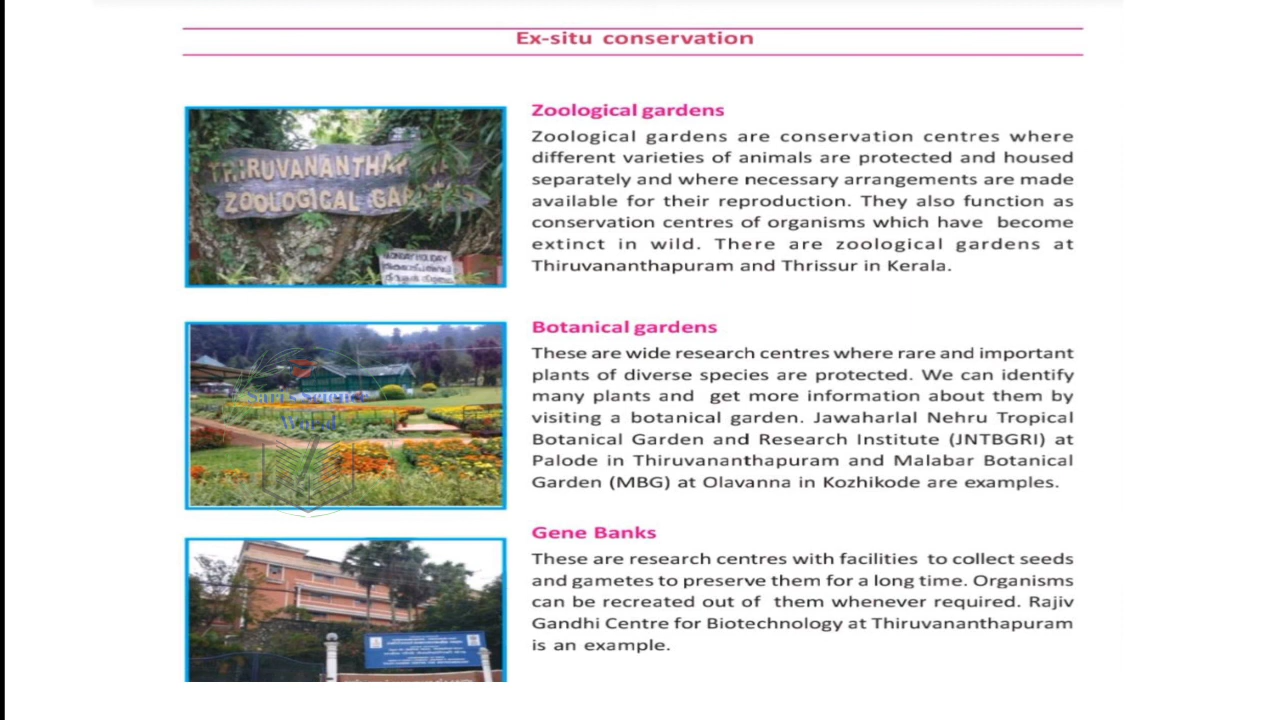 Ex-situ conservation
THIRUVANANTHAP
ZOOLOGICAL GAR
MONDAY HOLIDAY
Zoological gardens
Zoological gardens are conservation centres where
different varieties of animals are protected and housed
separately and where necessary arrangements are made
available for their reproduction. They also function as
conservation centres of organisms which have become
extinct in wild. There are zoological gardens at
Thiruvananthapuram and Thrissur in Kerala.
Botanical gardens
These are wide research centres where rare and important
plants of diverse species are protected. We can identify
many plants and get more information about them by
visiting a botanical garden. Jawaharlal Nehru Tropical
Botanical Garden and Research Institute (JNTBGRI) at
Palode in Thiruvananthapuram and Malabar Botanical
Garden (MBG) at Olavanna in Kozhikode are examples.
Gene Banks
These are research centres with facilities to collect seeds
and gametes to preserve them for a long time. Organisms
can be recreated out of them whenever required. Rajiv
Gandhi Centre for Biotechnology at Thiruvananthapuram
is an example.